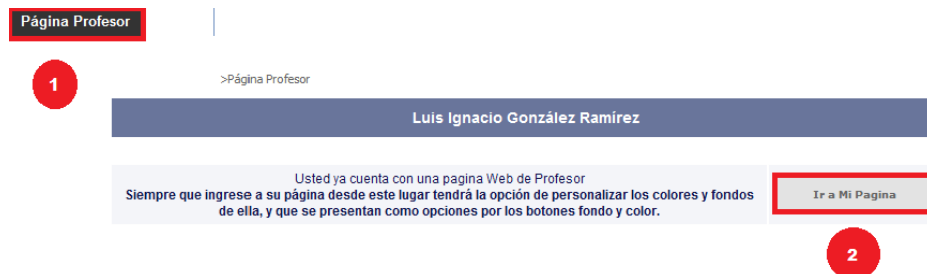 Página Profesor
1
>Página Profesor
Luis Ignacio González Ramírez
Usted ya cuenta con una pagina Web de Profesor
Siempre que ingrese a su página desde este lugar tendrá la opción de personalizar los colores y fondos
de ella, y que se presentan como opciones por los botones fondo y color.
Ir a Mi Pagina
2